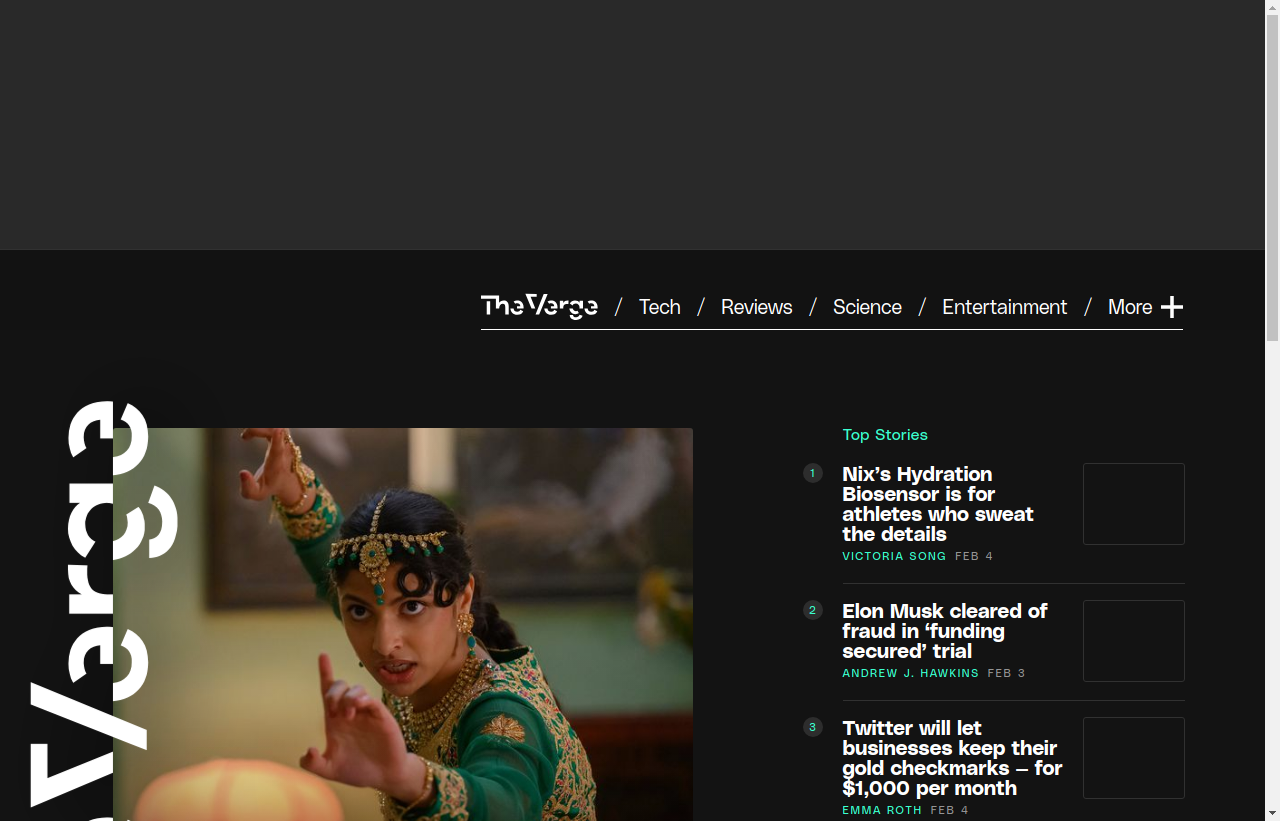 The Verge / Tech / Reviews / Science / Entertainment / More +
The Verge
Top Stories
1
Nix’s Hydration
Biosensor is for
athletes who sweat
the details
VICTORIA SONG FEB 4
2
Elon Musk cleared of
fraud in ‘funding
secured’ trial
ANDREW J. HAWKINS FEB 3
3
Twitter will let
businesses keep their
gold checkmarks — for
$1,000 per month
EMMA ROTH FEB 4